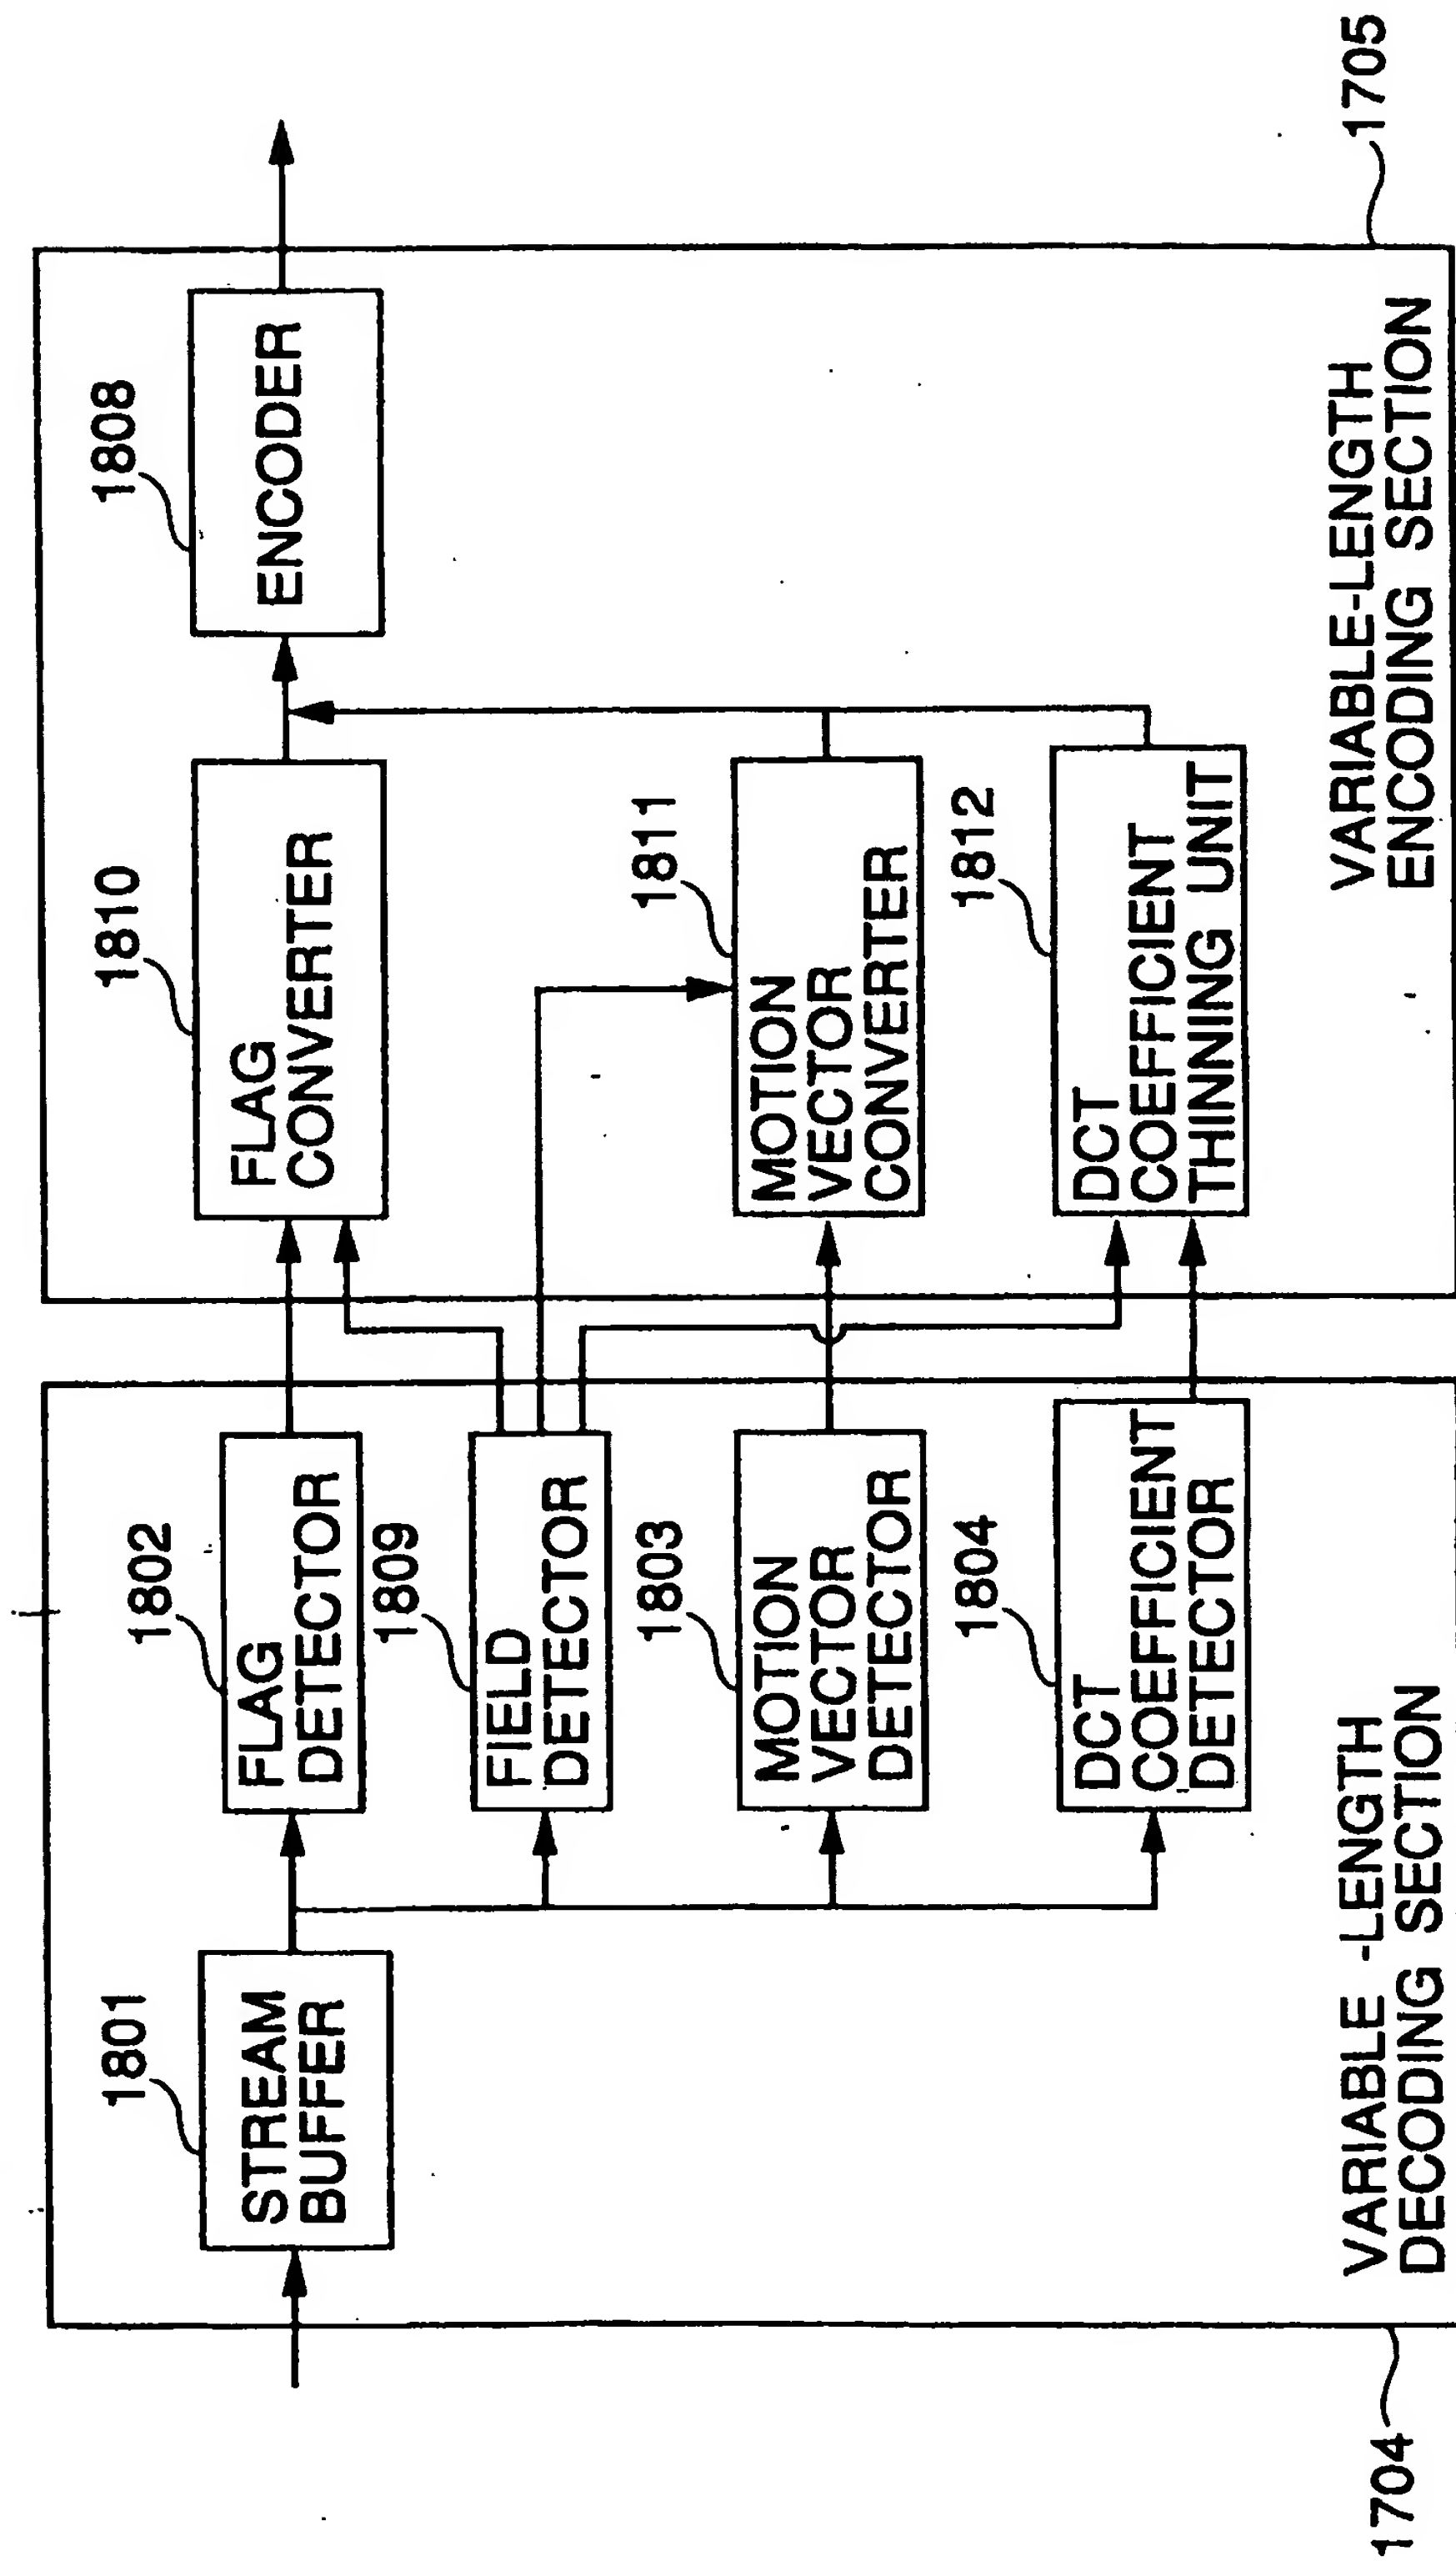 1801
STREAM
BUFFER
1802
FLAG
DETECTOR
1809
FIELD
DETECTOR
1803
MOTION
VECTOR
DETECTOR
1804
DCT
COEFFICIENT
DETECTOR
VARIABLE -LENGTH
DECODING SECTION
1704
1810
FLAG
CONVERTER
1811
MOTION
VECTOR
CONVERTER
1812
DCT
COEFFICIENT
THINNING UNIT
1808
ENCODER
VARIABLE-LENGTH
ENCODING SECTION
1705